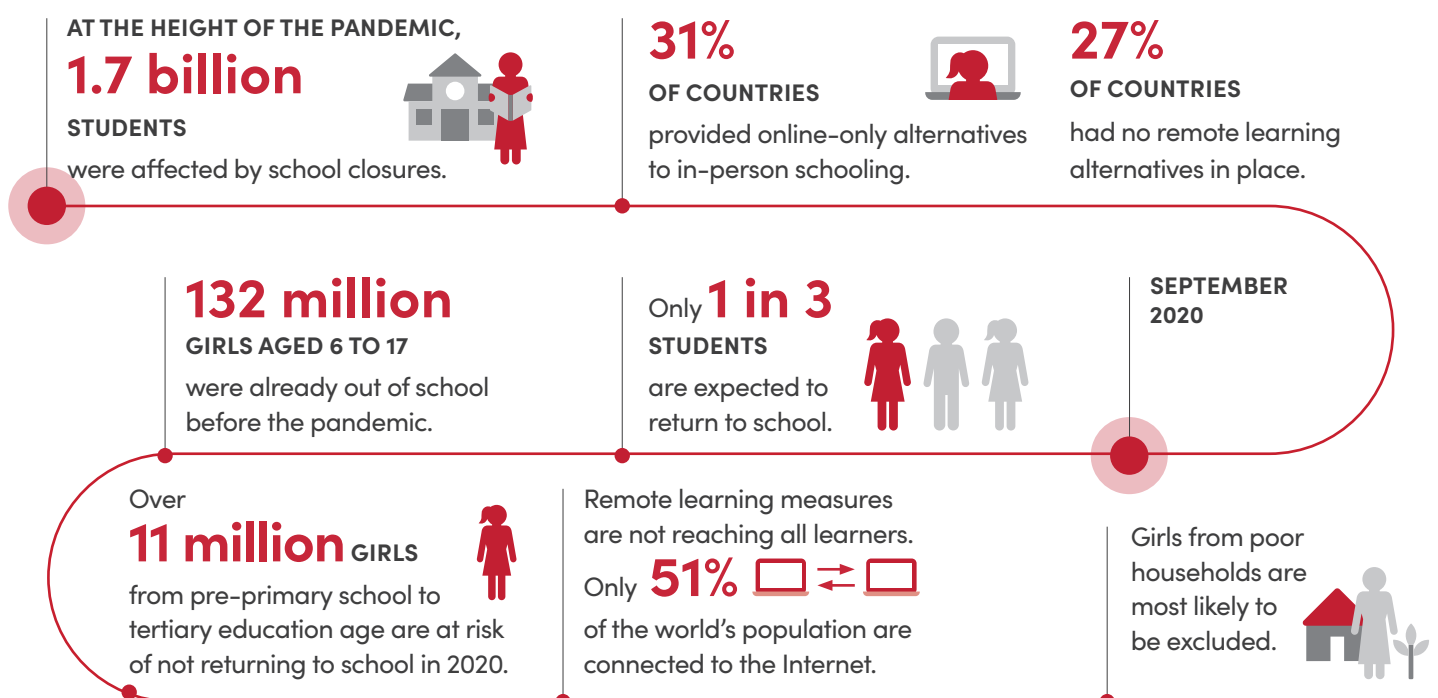 AT THE HEIGHT OF THE PANDEMIC,
1.7 billion
STUDENTS
were affected by school closures.
31%
OF COUNTRIES
provided online-only alternatives
to in-person schooling.
27%
OF COUNTRIES
had no remote learning
alternatives in place.
SEPTEMBER
2020
Only 1 in 3
STUDENTS
are expected to
return to school.
132 million
GIRLS AGED 6 TO 17
were already out of school
before the pandemic.
Over
11 million GIRLS
from pre-primary school to
tertiary education age are at risk
of not returning to school in 2020.
Remote learning measures
are not reaching all learners.
Only 51%
of the world's population are
connected to the Internet.
Girls from poor
households are
most likely to
be excluded.